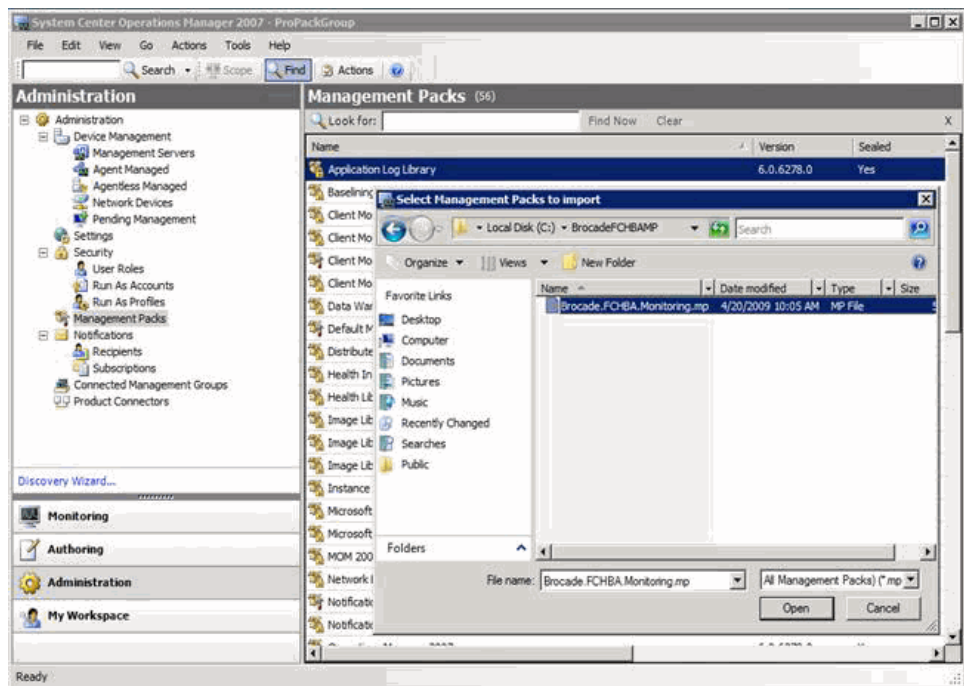 System Center Operations Manager 2007 - ProPackGroup
File Edit View Go Actions Tools Help
Search Scope Find Actions
Administration
Administration
Device Management
Management Servers
Agent Managed
Agentless Managed
Network Devices
Pending Management
Settings
Security
User Roles
Run As Accounts
Run As Profiles
Management Packs
Notifications
Recipients
Subscriptions
Connected Management Groups
Product Connectors
Discovery Wizard...
Monitoring
Authoring
Administration
My Workspace
Management Packs (56)
Look for: Find Now Clear X
Name Version Sealed
Application Log Library 6.0.6278.0 Yes
Baselining
Client Mo
Client Mo
Client Mo
Client Mo
Data War
Default M
Distribute
Health In
Health Lib
Image Lib
Image Lib
Image Lib
Instance
Microsoft
Microsoft
MOM 200
Network
Notificatio
Notificatio
Select Management Packs to import
Local Disk (C:) BrocadeFCHBAMP Search
Organize Views New Folder
Favorite Links
Desktop
Computer
Documents
Pictures
Music
Recently Changed
Searches
Public
Folders
Name Date modified Type Size
Brocade.FCHBA.Monitoring.mp 4/20/2009 10:05 AM MP File
File name: Brocade.FCHBA.Monitoring.mp All Management Packs) (*.mp
Open Cancel
Ready